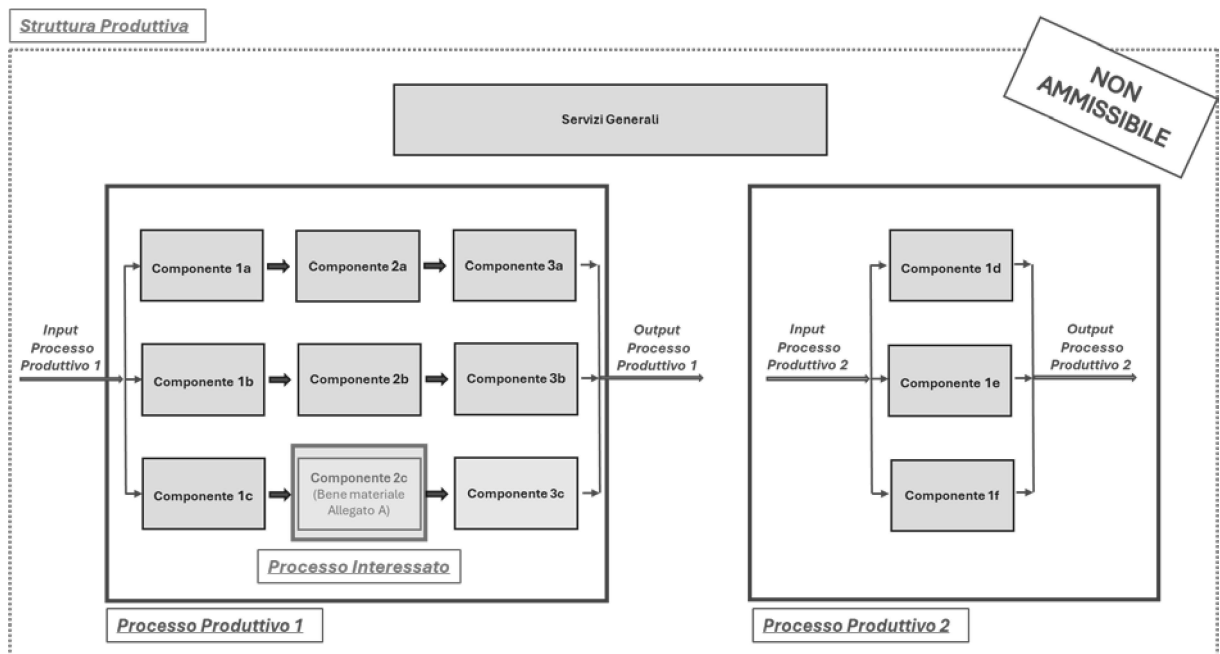 Struttura Produttiva
NON
AMMISSIBILE
Servizi Generali
Componente 1a
Componente 2a
Componente 3a
Componente 1d
Input
Processo
Produttivo 1
Output
Processo
Produttivo 1
Input
Processo
Produttivo 2
Output
Processo
Produttivo 2
Componente 1b
Componente 2b
Componente 3b
Componente 1e
Componente 1c
Componente 2c
(Bene materiale
Allegato A)
Componente 3c
Componente 1f
Processo Interessato
Processo Produttivo 1
Processo Produttivo 2